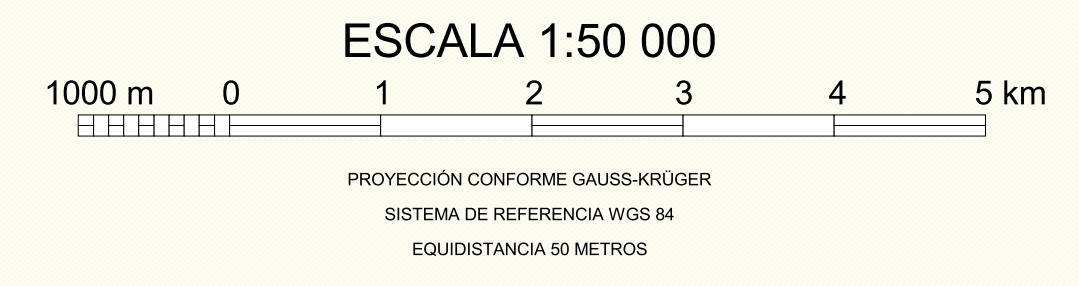 ESCALA 1:50 000
1000 m 0 1 2 3 4 5 km
PROYECCIÓN CONFORME GAUSS-KRÜGER
SISTEMA DE REFERENCIA WGS 84
EQUIDISTANCIA 50 METROS